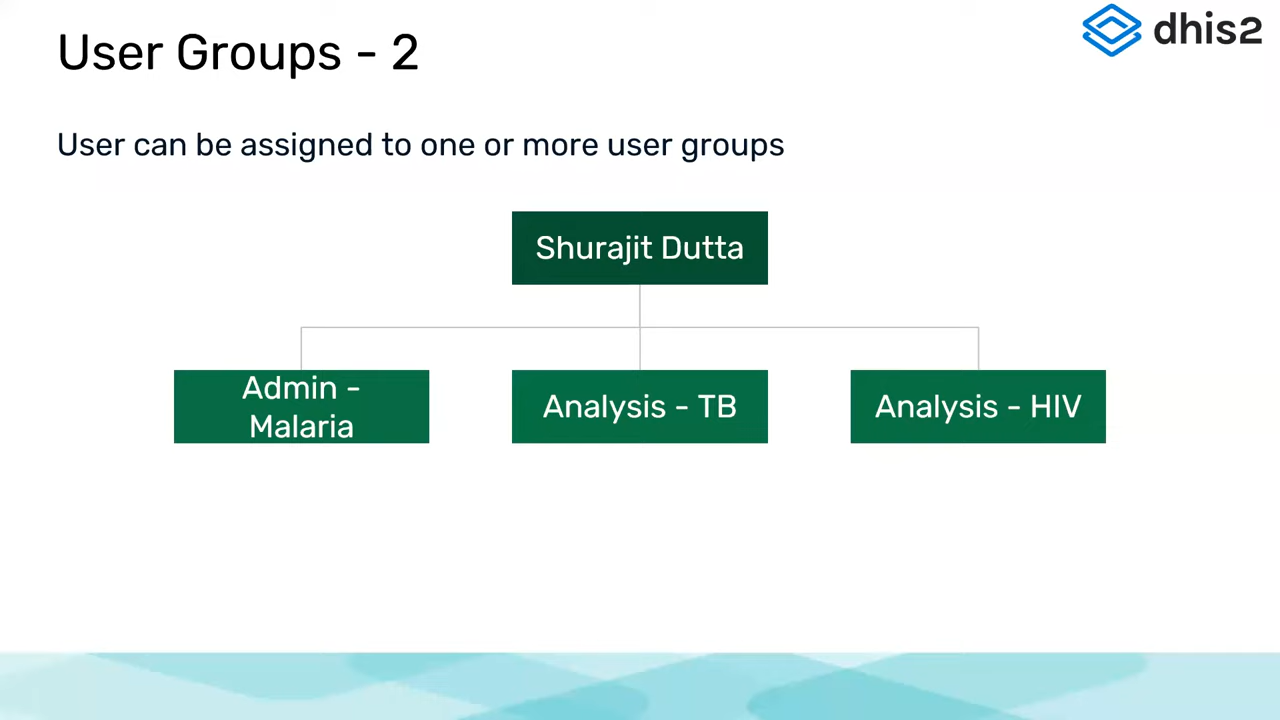 User Groups - 2
dhis2
User can be assigned to one or more user groups
Shurajit Dutta
Admin -
Malaria
Analysis - TB
Analysis - HIV